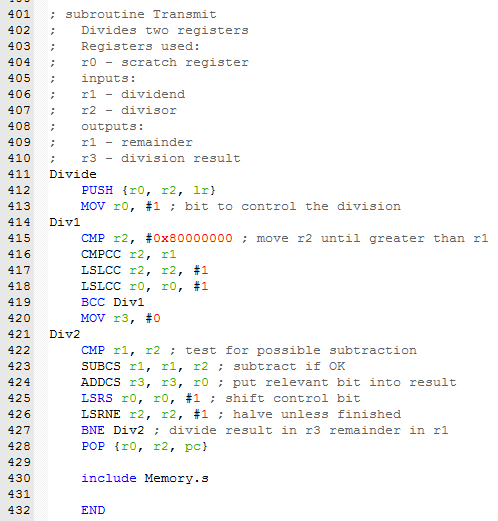 401 ; subroutine Transmit
402 ;   Divides two registers
403 ;   Registers used:
404 ;   r0 - scratch register
405 ;   inputs:
406 ;   r1 - dividend
407 ;   r2 - divisor
408 ;   outputs:
409 ;   r1 - remainder
410 ;   r3 - division result
411 Divide
412     PUSH {r0, r2, lr}
413     MOV r0, #1 ; bit to control the division
414 Div1
415     CMP r2, #0x80000000 ; move r2 until greater than r1
416     CMPCC r2, r1
417     LSLCC r2, r2, #1
418     LSLCC r0, r0, #1
419     BCC Div1
420     MOV r3, #0
421 Div2
422     CMP r1, r2 ; test for possible subtraction
423     SUBCS r1, r1, r2 ; subtract if OK
424     ADDCS r3, r3, r0 ; put relevant bit into result
425     LSRS r0, r0, #1 ; shift control bit
426     LSRNE r2, r2, #1 ; halve unless finished
427     BNE Div2 ; divide result in r3 remainder in r1
428     POP {r0, r2, pc}
429
430     include Memory.s
431
432     END